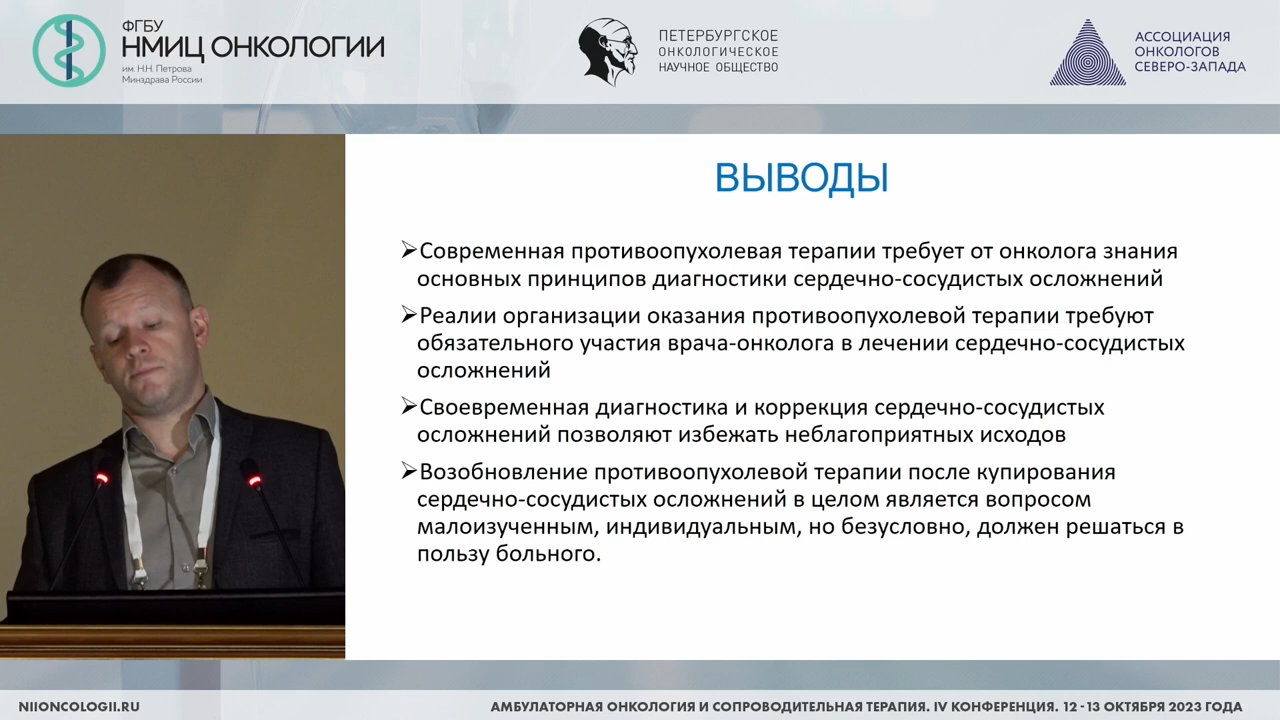 ФГБУ
НМИЦ ОНКОЛОГИИ
им. Н.Н. Петрова
Минздрава России
ПЕТЕРБУРГСКОЕ
ОНКОЛОГИЧЕСКОЕ
НАУЧНОЕ ОБЩЕСТВО
АССОЦИАЦИЯ
ОНКОЛОГОВ
СЕВЕРО-ЗАПАДА
ВЫВОДЫ
➢Современная противоопухолевая терапии требует от онколога знания
основных принципов диагностики сердечно-сосудистых осложнений
➢Реалии организации оказания противоопухолевой терапии требуют
обязательного участия врача-онколога в лечении сердечно-сосудистых
осложнений
➢Своевременная диагностика и коррекция сердечно-сосудистых
осложнений позволяют избежать неблагоприятных исходов
➢Возобновление противоопухолевой терапии после купирования
сердечно-сосудистых осложнений в целом является вопросом
малоизученным, индивидуальным, но безусловно, должен решаться в
пользу больного.
NIIONCOLOGII.RU
АМБУЛАТОРНАЯ ОНКОЛОГИЯ И СОПРОВОДИТЕЛЬНАЯ ТЕРАПИЯ. IV КОНФЕРЕНЦИЯ. 12 - 13 ОКТЯБРЯ 2023 ГОДА